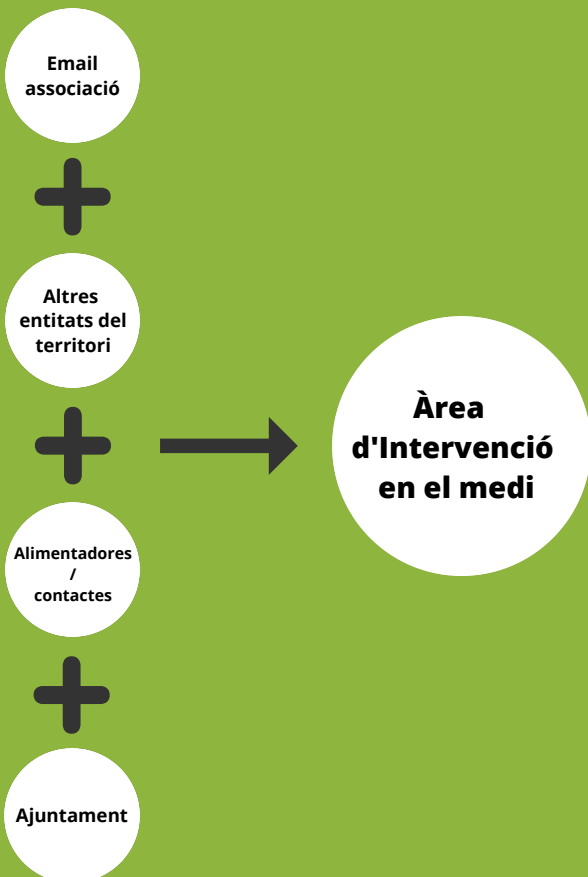 Email
associació
Altres
entitats del
territori
Alimentadores
/
contactes
Ajuntament
Àrea
d'Intervenció
en el medi